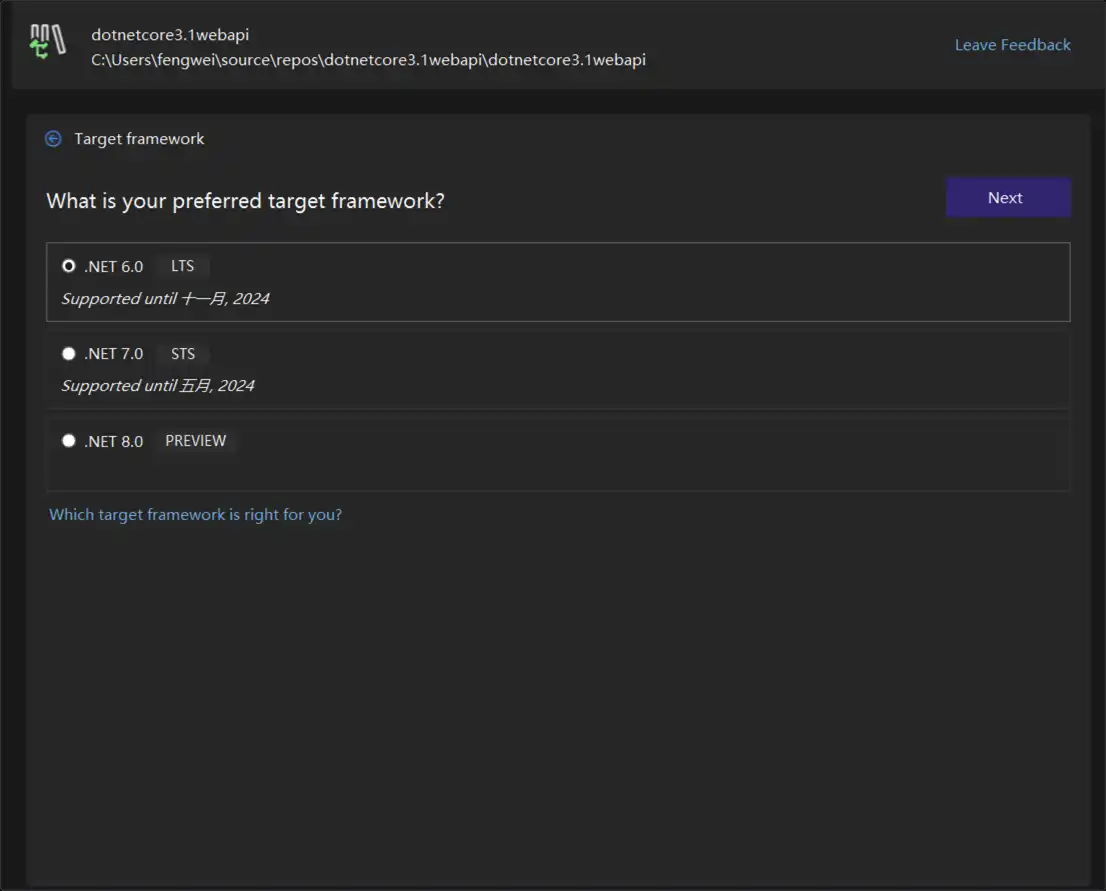 dotnetcore3.1webapi
C:\Users\fengwei\source\repos\dotnetcore3.1webapi\dotnetcore3.1webapi
Leave Feedback
Target framework
What is your preferred target framework?
Next
.NET 6.0 LTS
Supported until 十一月, 2024
.NET 7.0 STS
Supported until 五月, 2024
.NET 8.0 PREVIEW
Which target framework is right for you?